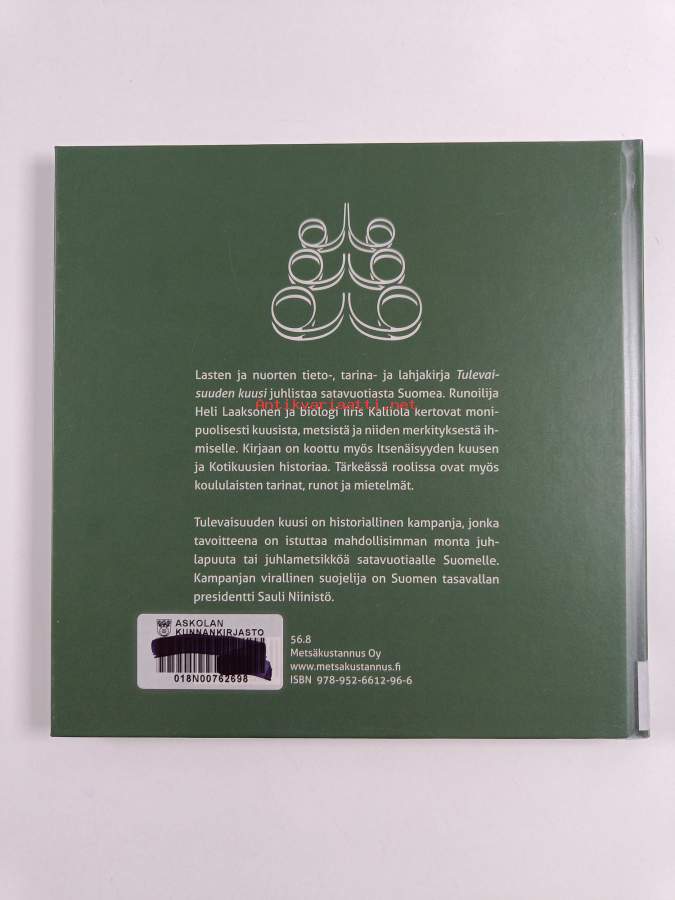 Lasten ja nuorten tieto-, tarina- ja lahjakirja Tulevai-
suuden kuusi juhlistaa satavuotiasta Suomea. Runoilija
Antikvariaatti.net
Heli Laaksonen ja biologi Iiris Kalliola kertovat moni-
puolisesti kuusista, metsistä ja niiden merkityksestä ih-
miselle. Kirjaan on koottu myös Itsenäisyyden kuusen
ja Kotikuusien historiaa. Tärkeässä roolissa ovat myös
koululaisten tarinat, runot ja mietelmät.
Tulevaisuuden kuusi on historiallinen kampanja, jonka
tavoitteena on istuttaa mahdollisimman monta juh-
lapuuta tai juhlametsikköä satavuotiaalle Suomelle.
Kampanjan virallinen suojelija on Suomen tasavallan
presidentti Sauli Niinistö.
ASKOLAN
KUNNANKIRJASTO
018N00762698
56.8
Metsäkustannus Oy
www.metsakustannus.fi
ISBN 978-952-6612-96-6